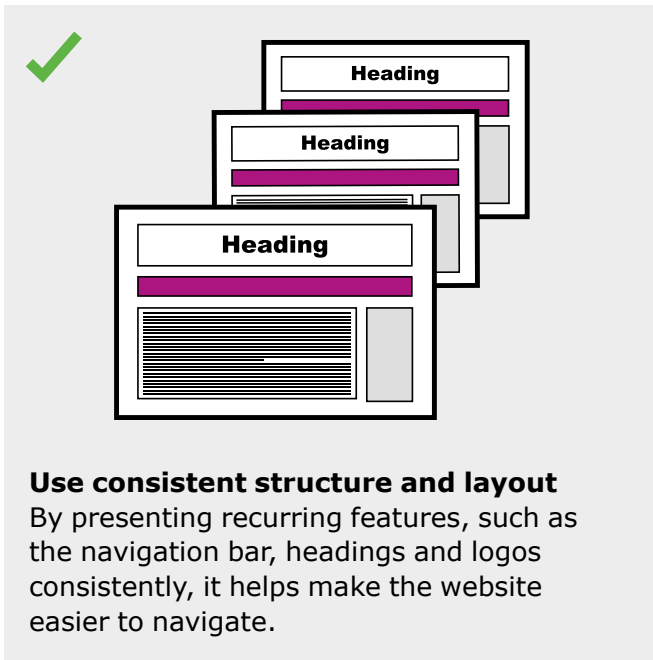 Heading
Heading
Heading
Use consistent structure and layout
By presenting recurring features, such as
the navigation bar, headings and logos
consistently, it helps make the website
easier to navigate.